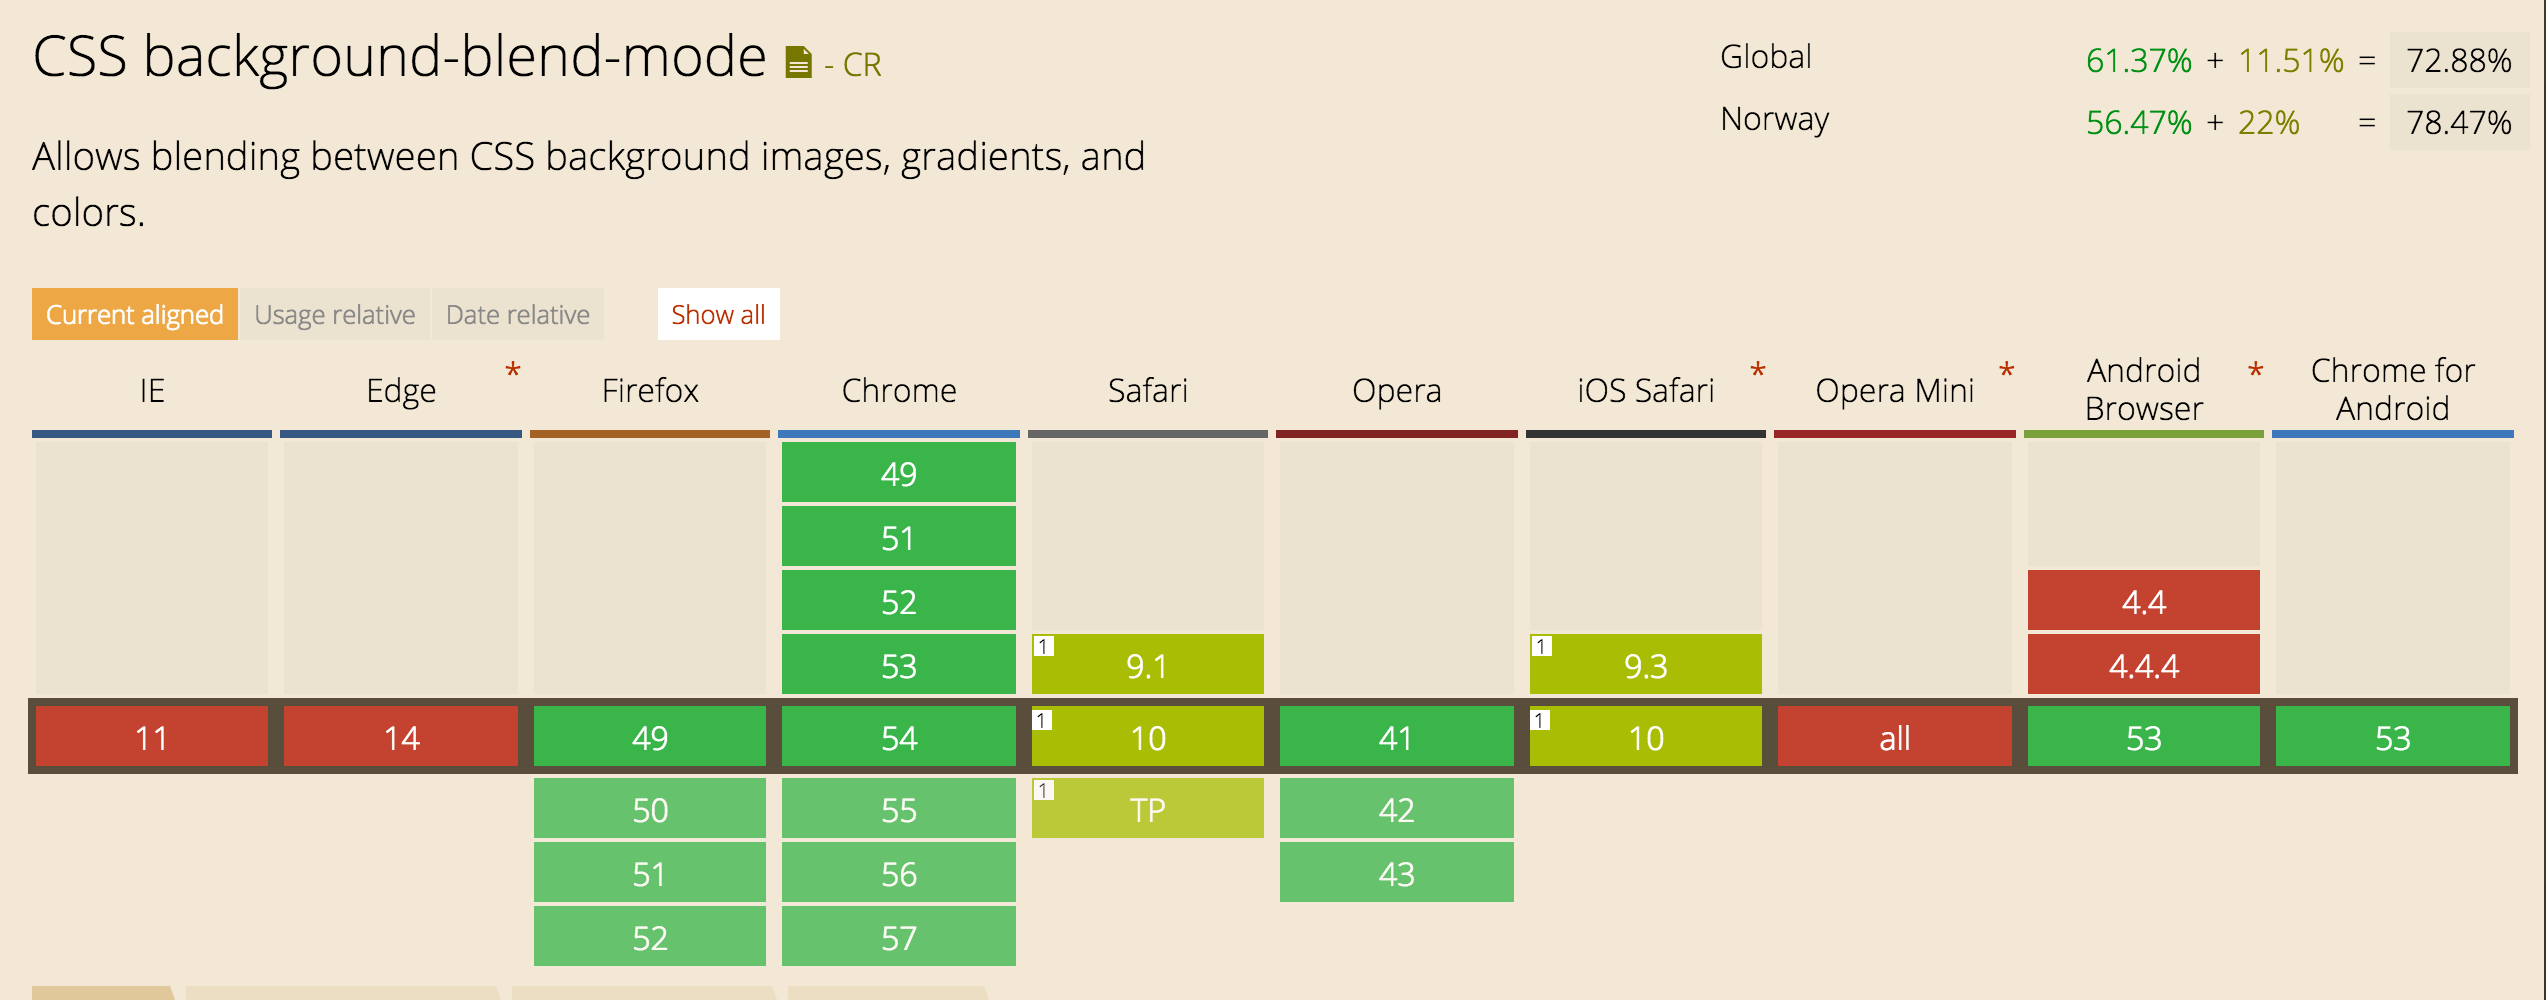 CSS background-blend-mode - CR
Global 61.37% + 11.51% = 72.88%
Norway 56.47% + 22% = 78.47%
Allows blending between CSS background images, gradients, and
colors.
Current aligned Usage relative Date relative Show all
IE Edge * Firefox Chrome Safari Opera iOS Safari * Opera Mini * Android Browser * Chrome for Android
49
51
52 4.4
53 1 9.1 1 9.3 4.4.4
11 14 49 54 1 10 41 1 10 all 53 53
50 55 1 TP 42
51 56 43
52 57